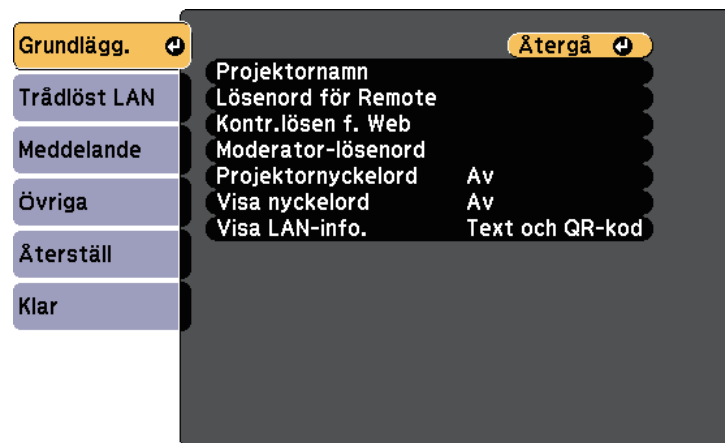 Grundlägg.
Trådlöst LAN
Meddelande
Övriga
Återställ
Klar
Återgå
Projektornamn
Lösenord för Remote
Kontr.lösen f. Web
Moderator-lösenord
Projektornyckelord Av
Visa nyckelord Av
Visa LAN-info. Text och QR-kod